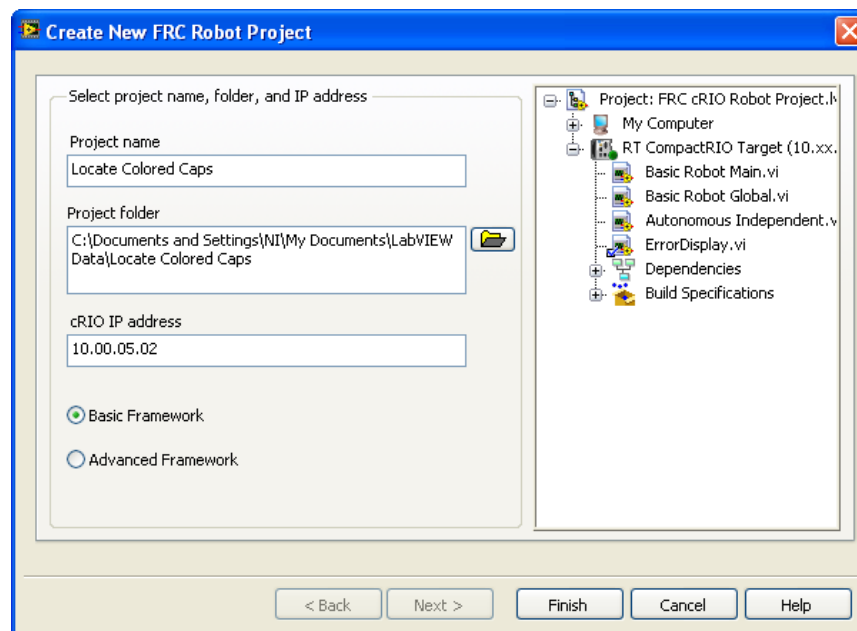 Create New FRC Robot Project
Select project name, folder, and IP address
Project name
Locate Colored Caps
Project folder
C:\Documents and Settings\NI\My Documents\LabVIEW
Data\Locate Colored Caps
cRIO IP address
10.00.05.02
Basic Framework
Advanced Framework
Project: FRC cRIO Robot Project.l
My Computer
RT CompactRIO Target (10.xx.
Basic Robot Main.vi
Basic Robot Global.vi
Autonomous Independent.v
ErrorDisplay.vi
Dependencies
Build Specifications
< Back
Next >
Finish
Cancel
Help